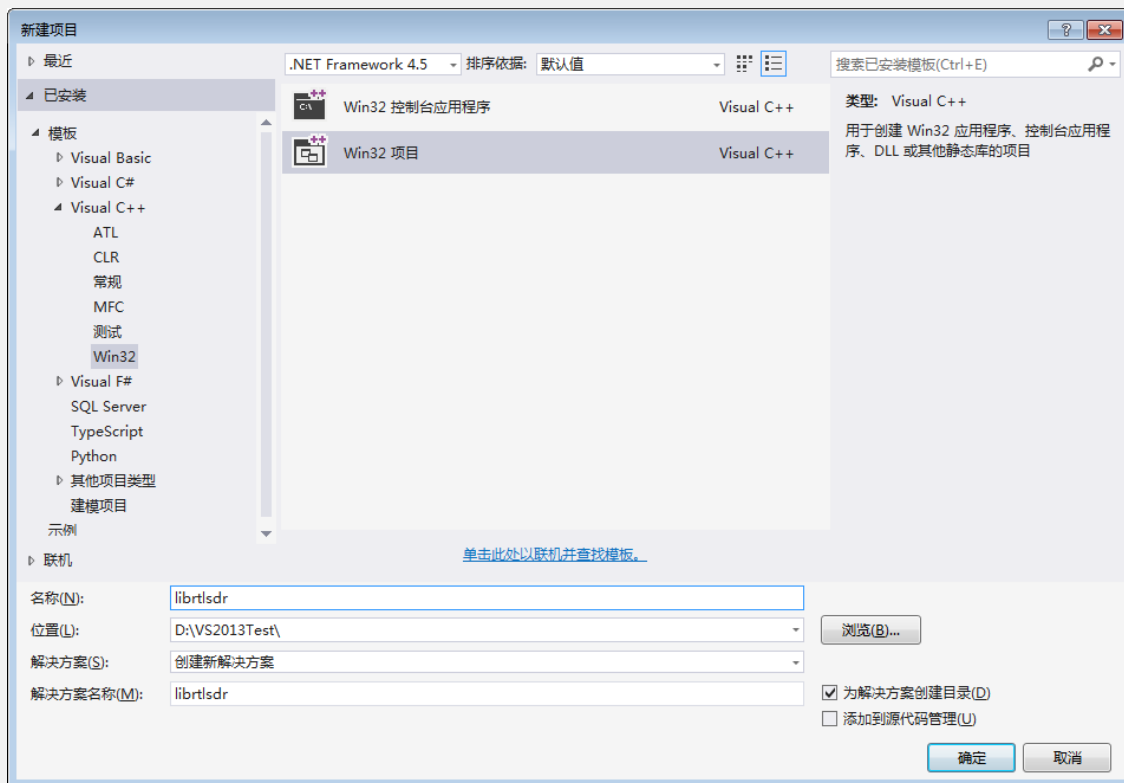 新建项目
最近
.NET Framework 4.5 排序依据: 默认值
搜索已安装模板(Ctrl+E)
已安装
模板
Visual Basic
Visual C#
Visual C++
ATL
CLR
常规
MFC
测试
Win32
Visual F#
SQL Server
TypeScript
Python
其他项目类型
建模项目
示例
联机
C:\
Win32 控制台应用程序 Visual C++
Win32 项目 Visual C++
类型: Visual C++
用于创建 Win32 应用程序、控制台应用程
序、DLL 或其他静态库的项目
单击此处以联机并查找模板。
名称(N): librtlsdr
位置(L): D:\VS2013Test\ 浏览(B)...
解决方案(S): 创建新解决方案
解决方案名称(M): librtlsdr 为解决方案创建目录(D)
添加到源代码管理(U)
确定 取消